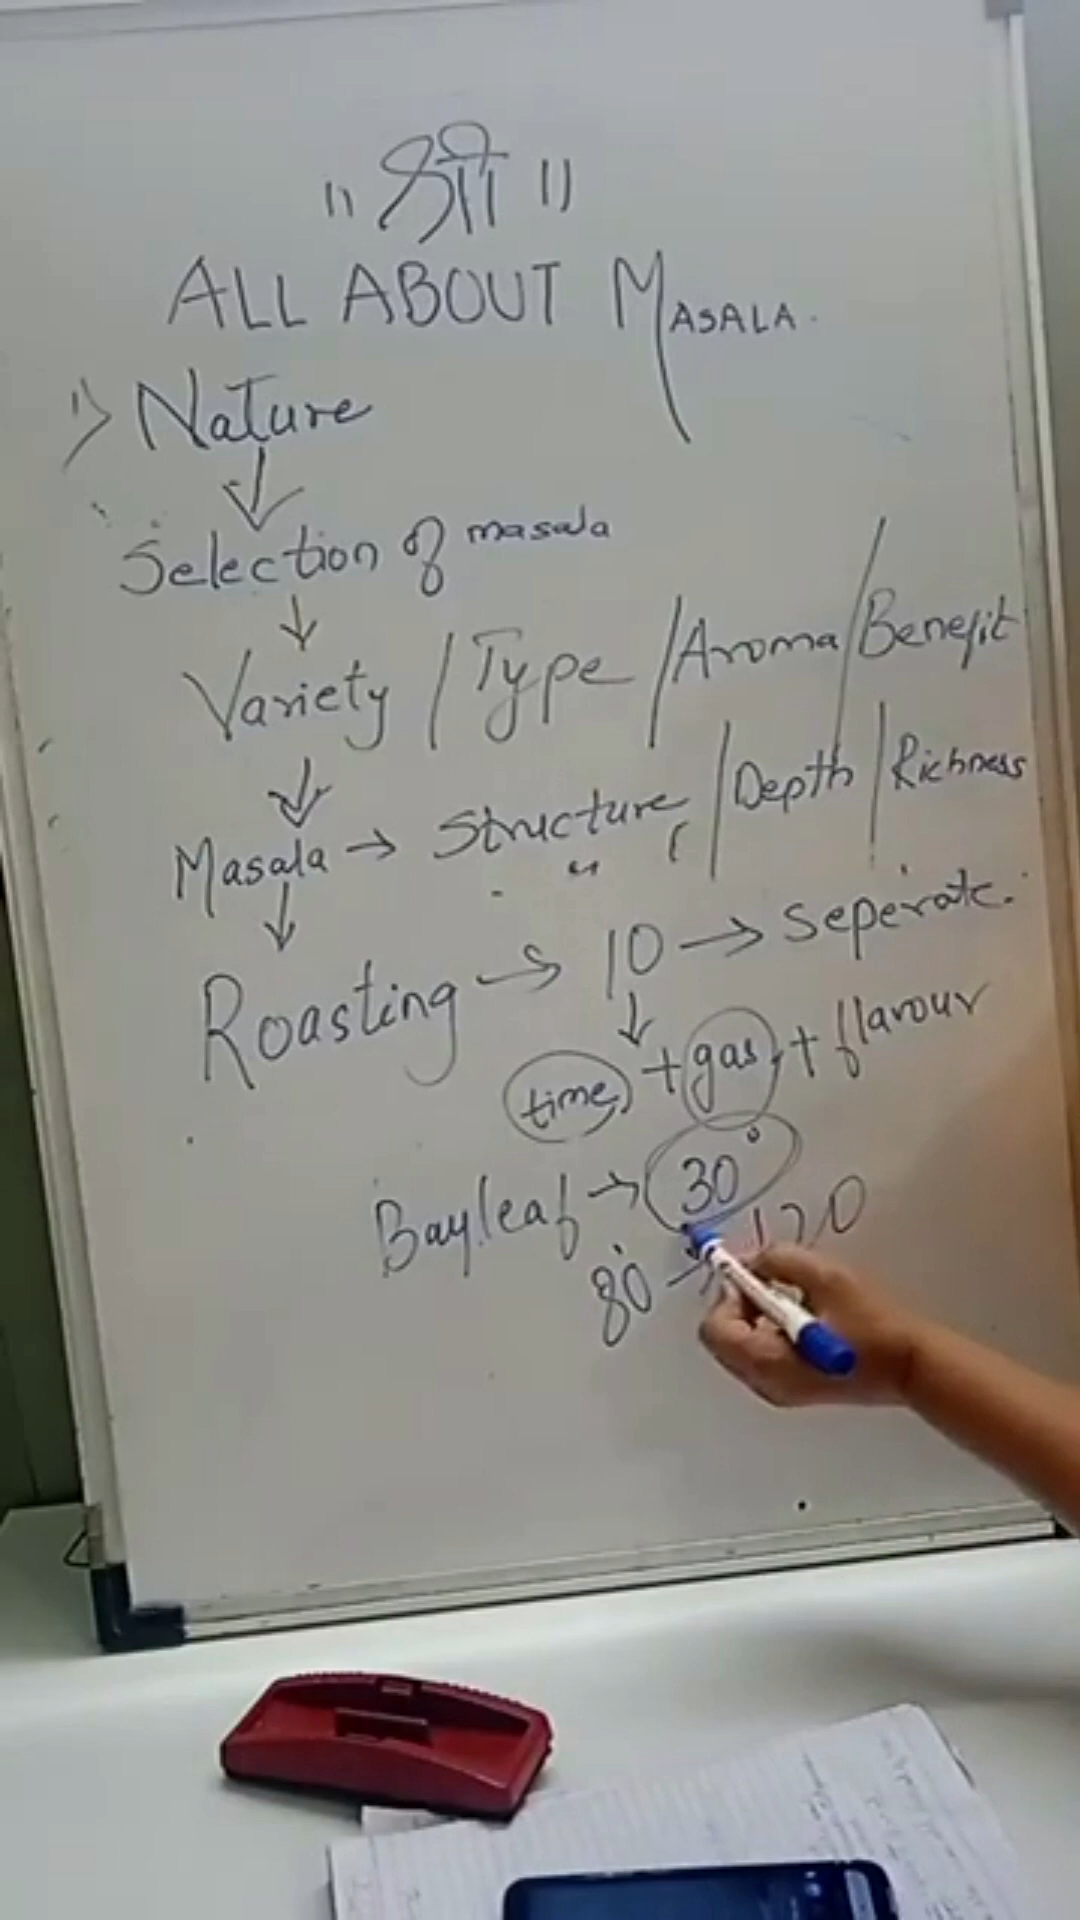 " श्री "
ALL ABOUT MASALA.
1) Nature
↓
Selection of masala
↓
Variety / Type / Aroma / Benefit
↓
Masala → Structure / Depth / Richness
↓
Roasting → 10 → Seperate.
↓
time + gas + flavour
Bayleaf → 30°
80 → 120